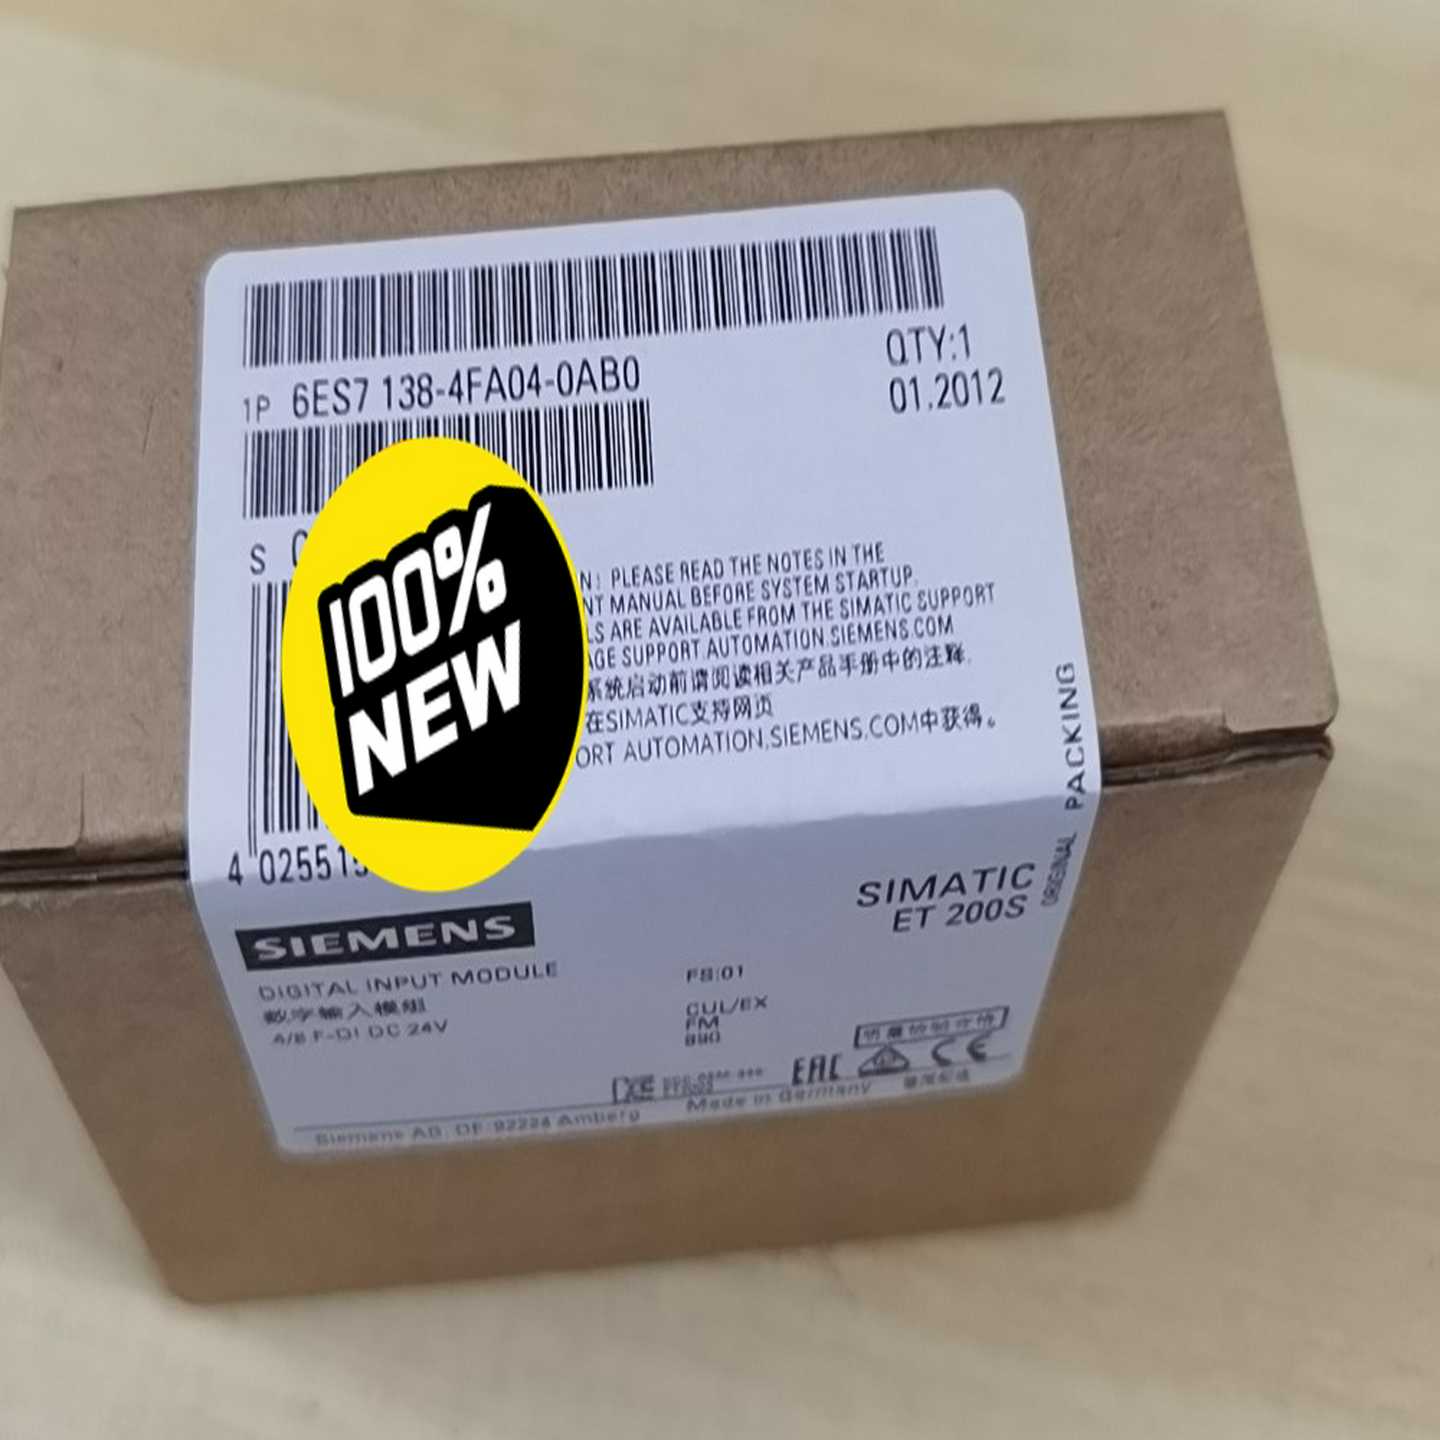 1P 6ES7 138-4FA04-0AB0
QTY:1
01.2012
S
100%
NEW
N: PLEASE READ THE NOTES IN THE
NT MANUAL BEFORE SYSTEM STARTUP.
LS ARE AVAILABLE FROM THE SIMATIC SUPPORT
AGE SUPPORT.AUTOMATION.SIEMENS.COM
系统启动前请阅读相关产品手册中的注释.
在SIMATIC支持网页
ORT AUTOMATION.SIEMENS.COM中获得。
4 025515
ORIGINAL PACKING
SIMATIC
ET 200S
SIEMENS
DIGITAL INPUT MODULE
数字输入模组
4/8 F-DI DC 24V
FS:01
CUL/EX
FM
EAC
CE
Siemens AG, DE-92224 Amberg
Made in Germany